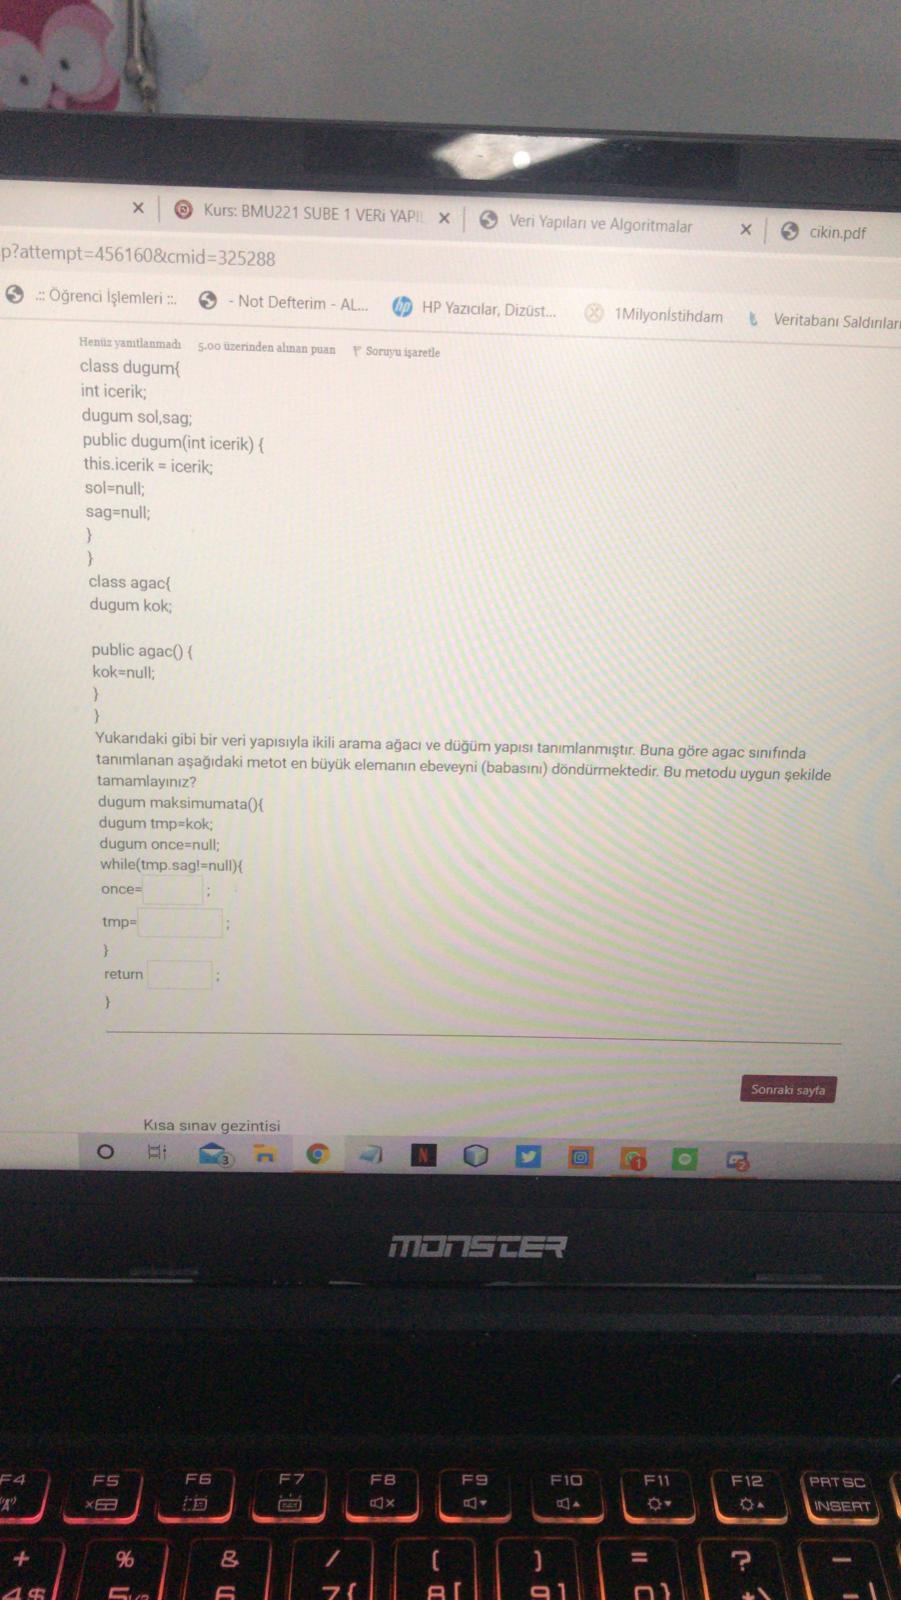 Kurs: BMU221 SUBE 1 VERİ YAPIL
Veri Yapıları ve Algoritmalar
cikin.pdf
p?attempt=456160&cmid=325288
.:: Öğrenci İşlemleri ::.
- Not Defterim - AL...
HP Yazıcılar, Dizüst...
1Milyonİstihdam
Veritabanı Saldırıları
Henüz yanıtlanmadı 5,00 üzerinden alınan puan Soruyu işaretle
class dugum{
int icerik;
dugum sol,sag;
public dugum(int icerik) {
this.icerik = icerik;
sol=null;
sag=null;
}
}
class agac{
dugum kok;
public agac() {
kok=null;
}
}
Yukarıdaki gibi bir veri yapısıyla ikili arama ağacı ve düğüm yapısı tanımlanmıştır. Buna göre agac sınıfında
tanımlanan aşağıdaki metot en büyük elemanın ebeveyni (babasını) döndürmektedir. Bu metodu uygun şekilde
tamamlayınız?
dugum maksimumata(){
dugum tmp=kok;
dugum once=null;
while(tmp.sag!=null){
once= ;
tmp= ;
}
return ;
}
Sonraki sayfa
Kısa sınav gezintisi
MONSTER
F4 F5 F6 F7 F8 F9 F10 F11 F12 PRT SC
INSERT
+ % & / ( ) = ? _
4$ 5 6 7{ 8[ 9] 0}